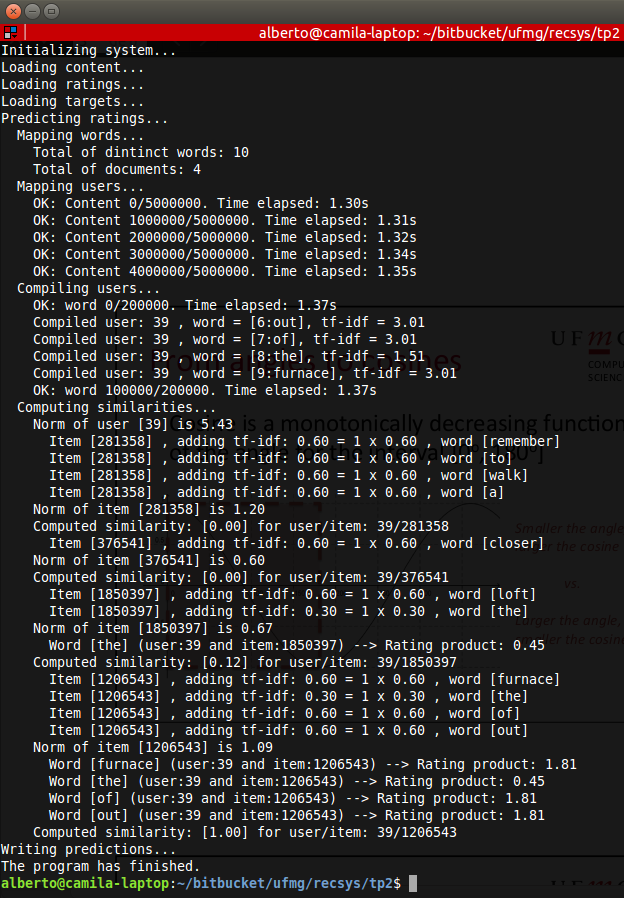 alberto@camila-laptop: ~/bitbucket/ufmg/recsys/tp2
Initializing system...
Loading content...
Loading ratings...
Loading targets...
Predicting ratings...
Mapping words...
Total of dintinct words: 10
Total of documents: 4
Mapping users...
OK: Content 0/5000000. Time elapsed: 1.30s
OK: Content 1000000/5000000. Time elapsed: 1.31s
OK: Content 2000000/5000000. Time elapsed: 1.32s
OK: Content 3000000/5000000. Time elapsed: 1.34s
OK: Content 4000000/5000000. Time elapsed: 1.35s
Compiling users...
OK: word 0/200000. Time elapsed: 1.37s
Compiled user: 39 , word = [6:out], tf-idf = 3.01
Compiled user: 39 , word = [7:of], tf-idf = 3.01
Compiled user: 39 , word = [8:the], tf-idf = 1.51
Compiled user: 39 , word = [9:furnace], tf-idf = 3.01
OK: word 100000/200000. Time elapsed: 1.37s
Computing similarities...
Norm of user [39] is 5.43
Item [281358] , adding tf-idf: 0.60 = 1 x 0.60 , word [remember]
Item [281358] , adding tf-idf: 0.60 = 1 x 0.60 , word [to]
Item [281358] , adding tf-idf: 0.60 = 1 x 0.60 , word [walk]
Item [281358] , adding tf-idf: 0.60 = 1 x 0.60 , word [a]
Norm of item [281358] is 1.20
Computed similarity: [0.00] for user/item: 39/281358
Item [376541] , adding tf-idf: 0.60 = 1 x 0.60 , word [closer]
Norm of item [376541] is 0.60
Computed similarity: [0.00] for user/item: 39/376541
Item [1850397] , adding tf-idf: 0.60 = 1 x 0.60 , word [loft]
Item [1850397] , adding tf-idf: 0.30 = 1 x 0.30 , word [the]
Norm of item [1850397] is 0.67
Word [the] (user:39 and item:1850397) --> Rating product: 0.45
Computed similarity: [0.12] for user/item: 39/1850397
Item [1206543] , adding tf-idf: 0.60 = 1 x 0.60 , word [furnace]
Item [1206543] , adding tf-idf: 0.30 = 1 x 0.30 , word [the]
Item [1206543] , adding tf-idf: 0.60 = 1 x 0.60 , word [of]
Item [1206543] , adding tf-idf: 0.60 = 1 x 0.60 , word [out]
Norm of item [1206543] is 1.09
Word [furnace] (user:39 and item:1206543) --> Rating product: 1.81
Word [the] (user:39 and item:1206543) --> Rating product: 0.45
Word [of] (user:39 and item:1206543) --> Rating product: 1.81
Word [out] (user:39 and item:1206543) --> Rating product: 1.81
Computed similarity: [1.00] for user/item: 39/1206543
Writing predictions...
The program has finished.
alberto@camila-laptop:~/bitbucket/ufmg/recsys/tp2$